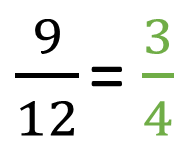 9/12 = 3/4